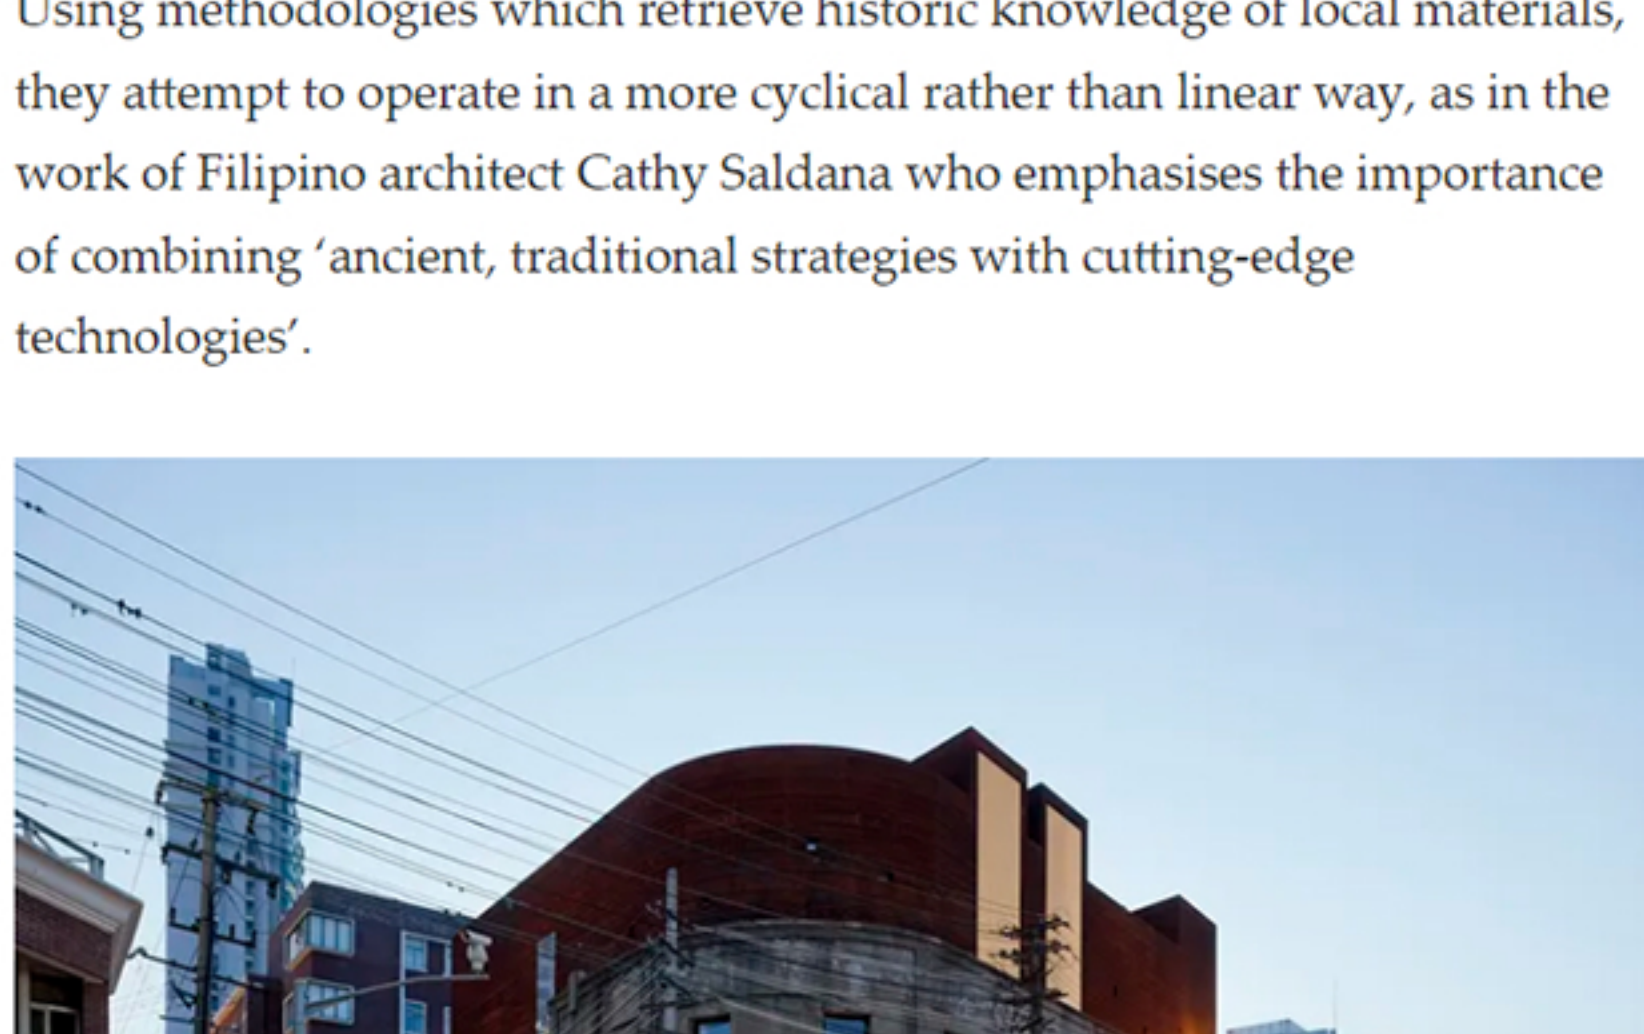 Using methodologies which retrieve historic knowledge of local materials,
they attempt to operate in a more cyclical rather than linear way, as in the
work of Filipino architect Cathy Saldana who emphasises the importance
of combining ‘ancient, traditional strategies with cutting-edge
technologies’.